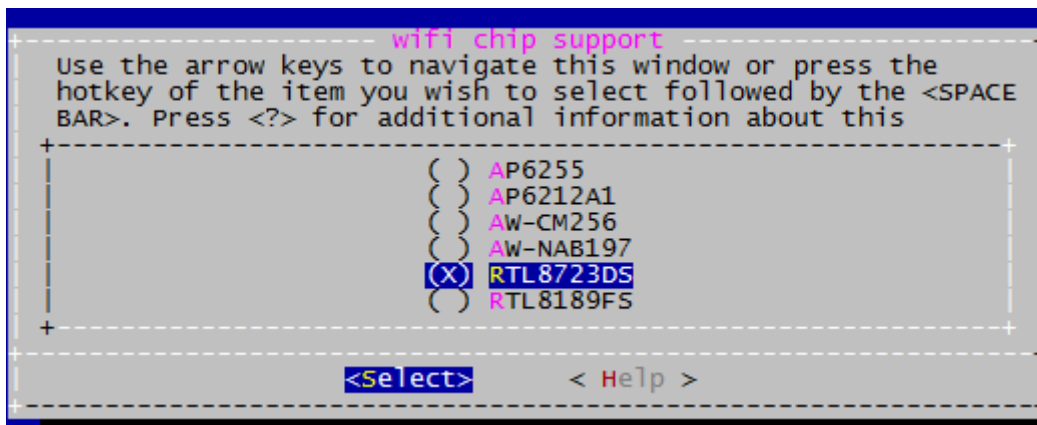 wifi chip support
Use the arrow keys to navigate this window or press the
hotkey of the item you wish to select followed by the <SPACE
BAR>. Press <?> for additional information about this
( ) AP6255
( ) AP6212A1
( ) AW-CM256
( ) AW-NAB197
(X) RTL8723DS
( ) RTL8189FS
<Select> < Help >